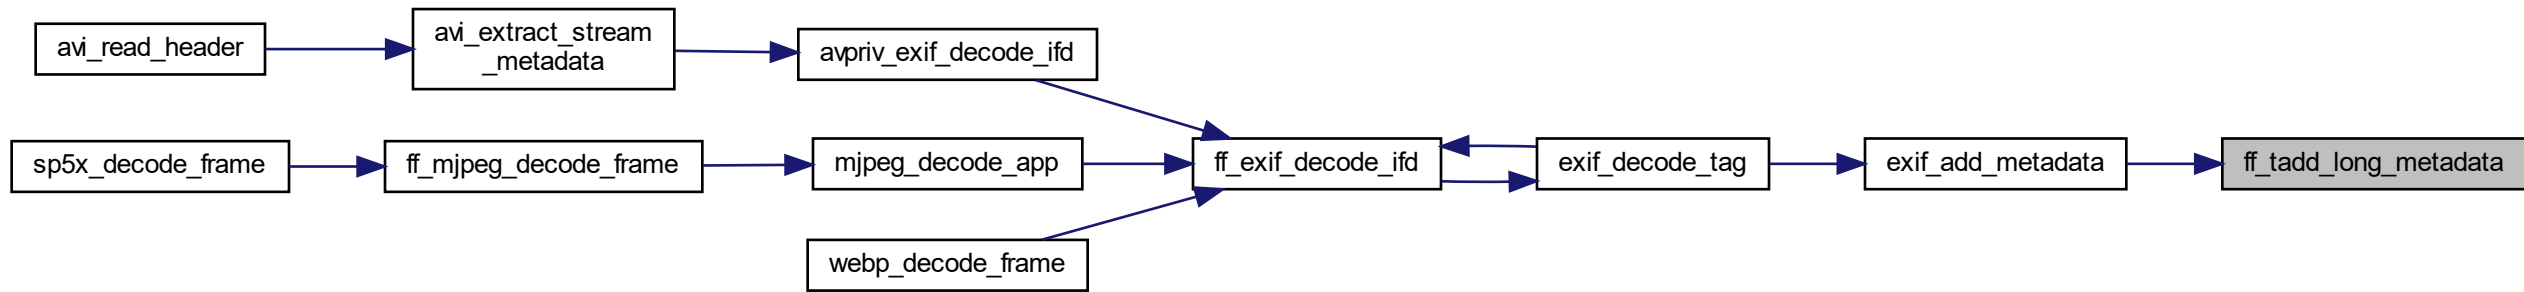 avi_read_header
avi_extract_stream
_metadata
avpriv_exif_decode_ifd
sp5x_decode_frame
ff_mjpeg_decode_frame
mjpeg_decode_app
ff_exif_decode_ifd
exif_decode_tag
exif_add_metadata
ff_tadd_long_metadata
webp_decode_frame